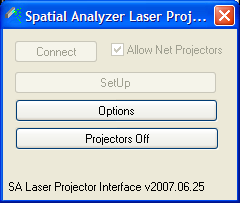 Spatial Analyzer Laser Proj...
Connect
Allow Net Projectors
SetUp
Options
Projectors Off
SA Laser Projector Interface v2007.06.25